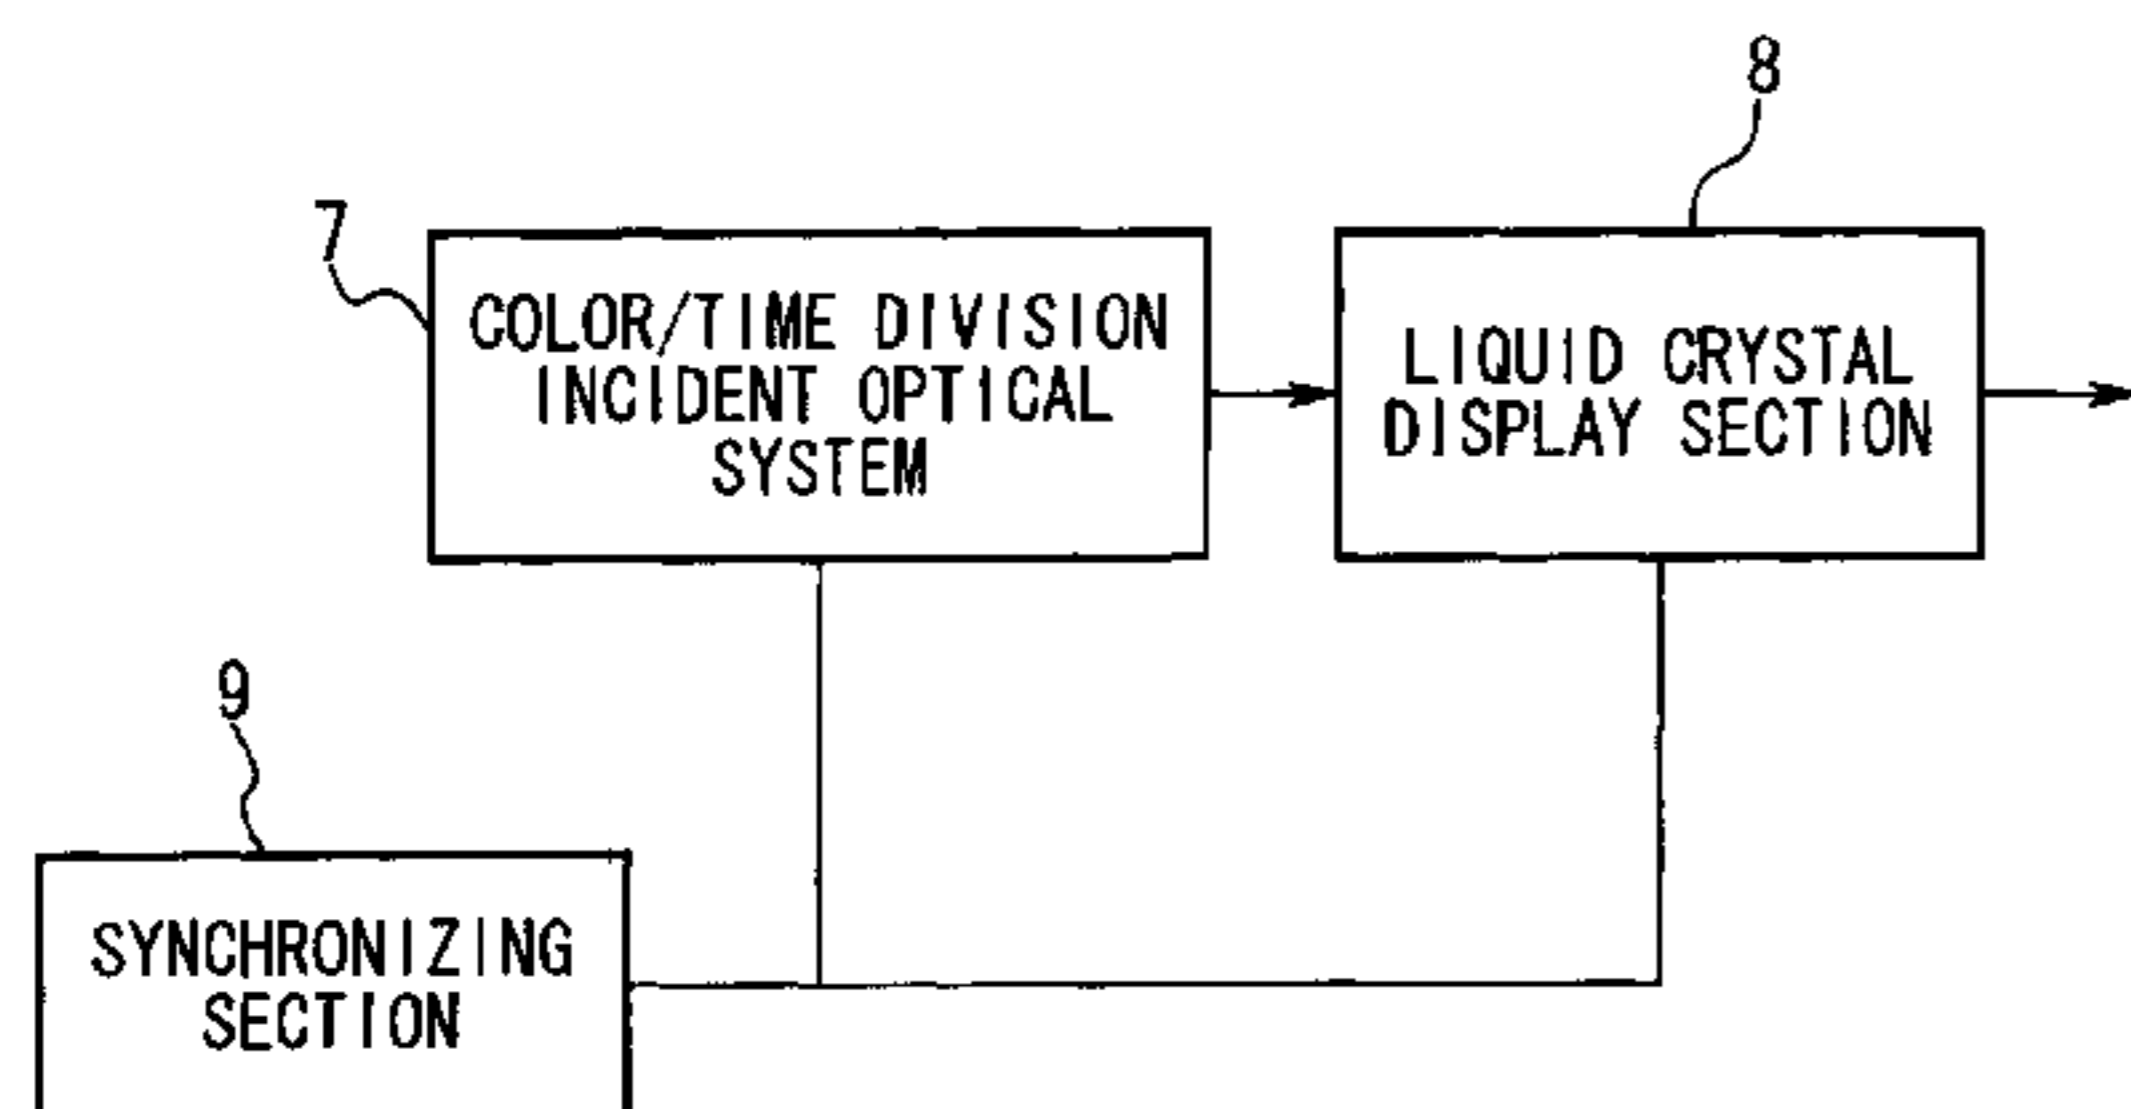 8
7
COLOR/TIME DIVISION
INCIDENT OPTICAL
SYSTEM
LIQUID CRYSTAL
DISPLAY SECTION
9
SYNCHRONIZING
SECTION